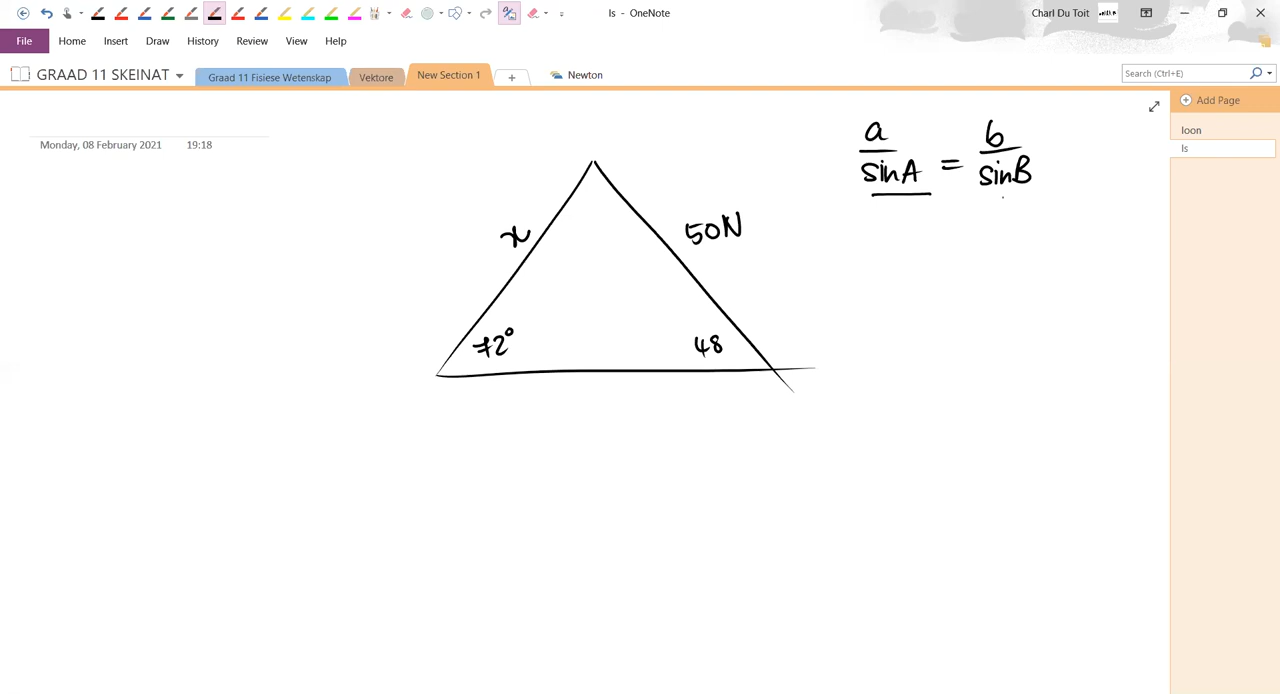 ls - OneNote
Charl Du Toit
File
Home
Insert
Draw
History
Review
View
Help
GRAAD 11 SKEINAT
Graad 11 Fisiese Wetenskap
Vektore
New Section 1
Newton
Search (Ctrl+E)
Add Page
loon
ls
Monday, 08 February 2021 19:18
a/sinA = b/sinB
x
50N
72°
48